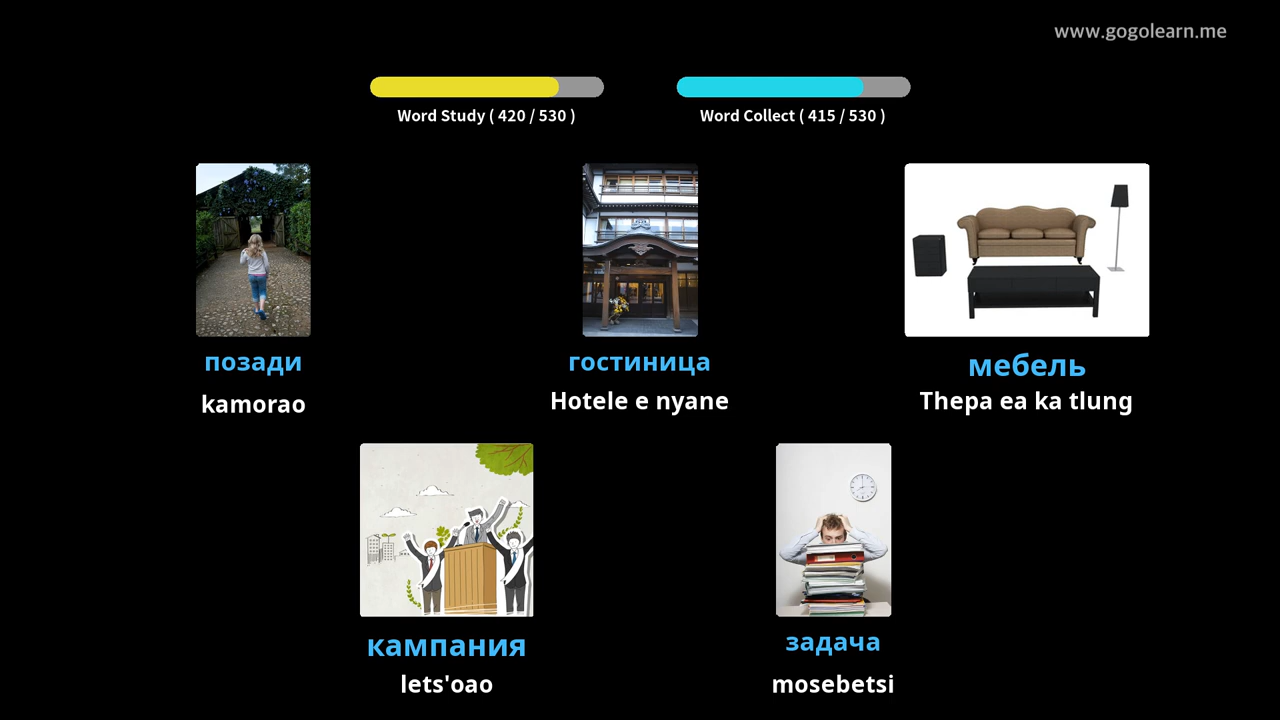 www.gogolearn.me
Word Study ( 420 / 530 )
Word Collect ( 415 / 530 )
позади
гостиница
мебель
kamorao
Hotele e nyane
Thepa ea ka tlung
кампания
задача
lets'oao
mosebetsi